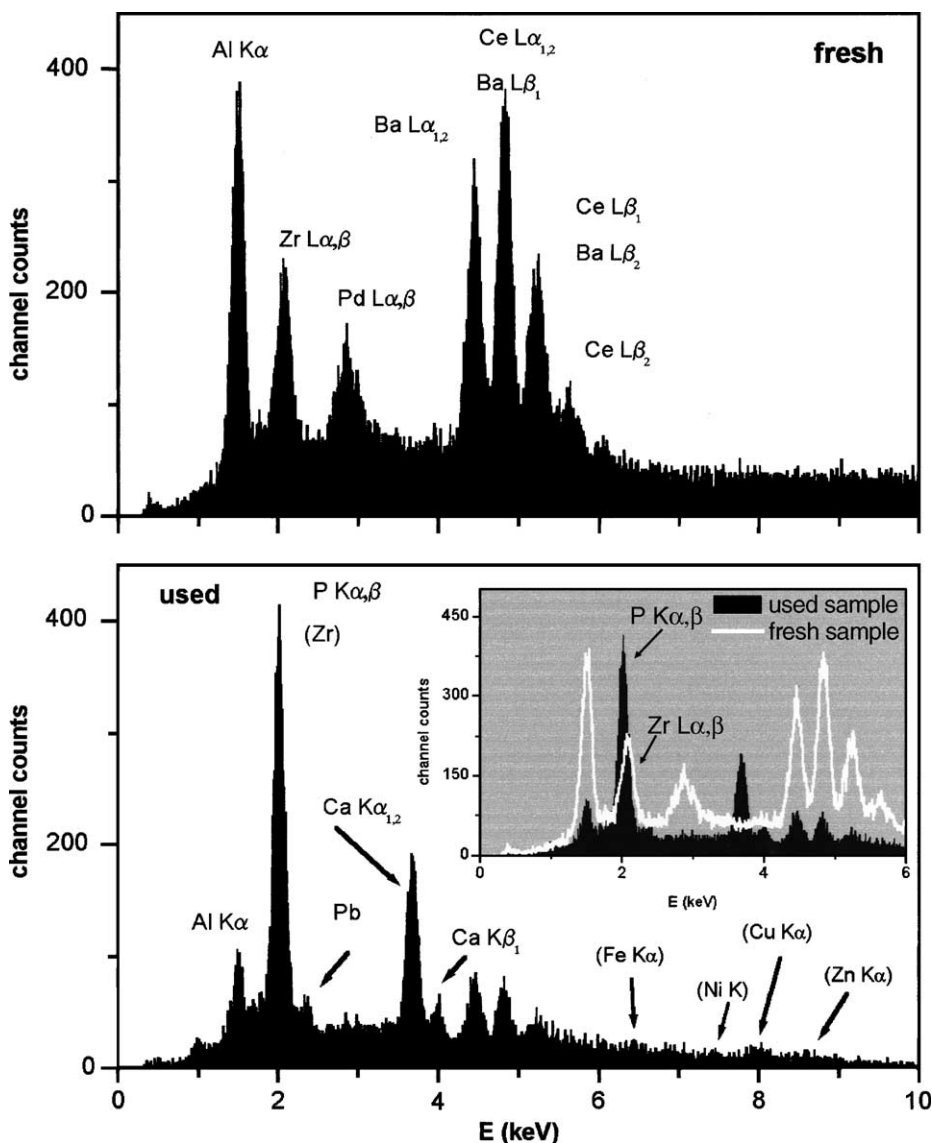 fresh
400
200
0
channel counts
Al Kα
Zr Lα,β
Pd Lα,β
Ba Lα1,2
Ce Lα1,2
Ba Lβ1
Ce Lβ1
Ba Lβ2
Ce Lβ2
used
400
200
0
channel counts
P Kα,β
(Zr)
Ca Kα1,2
Al Kα
Pb
Ca Kβ1
(Fe Kα)
(Ni K)
(Cu Kα)
(Zn Kα)
0 2 4 6 8 10
E (keV)
450
300
150
0
channel counts
used sample
fresh sample
P Kα,β
Zr Lα,β
0 2 4 6
E (keV)